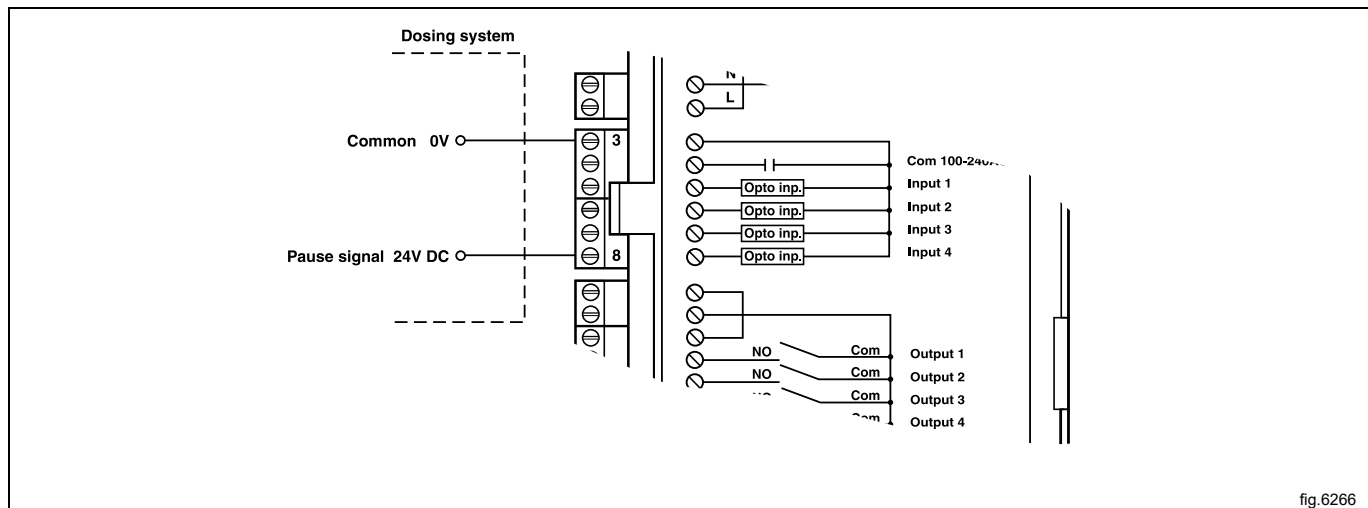 Dosing system
N
L
Common 0V
3
Com
Input 1
Opto inp.
Input 2
Opto inp.
Input 3
Opto inp.
Input 4
Opto inp.
Pause signal 24V DC
8
NO
Com
Output 1
NO
Com
Output 2
Com
Output 3
Com
Output 4
fig.6266